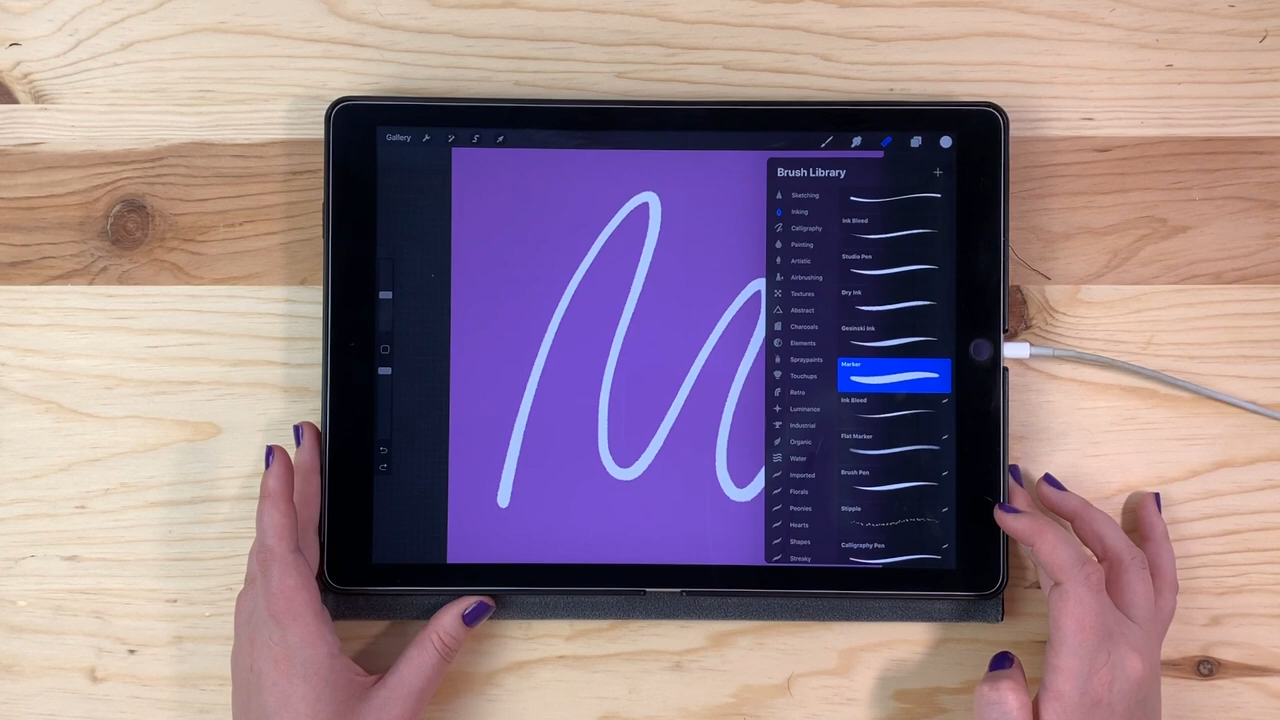 Gallery
Brush Library
Sketching
Inking
Calligraphy
Painting
Artistic
Airbrushing
Textures
Abstract
Charcoals
Elements
Spraypaints
Touchups
Retro
Luminance
Industrial
Organic
Water
Imported
Florals
Peonies
Hearts
Shapes
Streaky
Ink Bleed
Studio Pen
Dry Ink
Gesinski Ink
Marker
Ink Bleed
Flat Marker
Brush Pen
Stipple
Calligraphy Pen